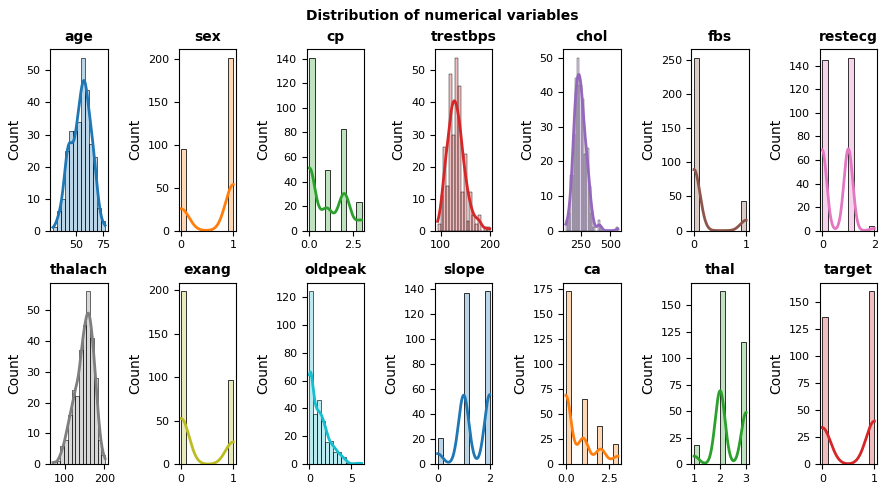 Distribution of numerical variables
age sex cp trestbps chol fbs restecg
Count Count Count Count Count Count Count
0 10 20 30 40 50
50 75
0 50 100 150 200
0 1
0 20 40 60 80 100 120 140
0.0 2.5
0 10 20 30 40 50
100 200
0 10 20 30 40 50
250 500
0 50 100 150 200 250
0 1
0 20 40 60 80 100 120 140
0 2
thalach exang oldpeak slope ca thal target
Count Count Count Count Count Count Count
0 10 20 30 40 50
100 200
0 50 100 150 200
0 1
0 20 40 60 80 100 120
0 5
0 20 40 60 80 100 120 140
0 2
0 25 50 75 100 125 150 175
0.0 2.5
0 25 50 75 100 125 150
1 2 3
0 25 50 75 100 125 150
0 1